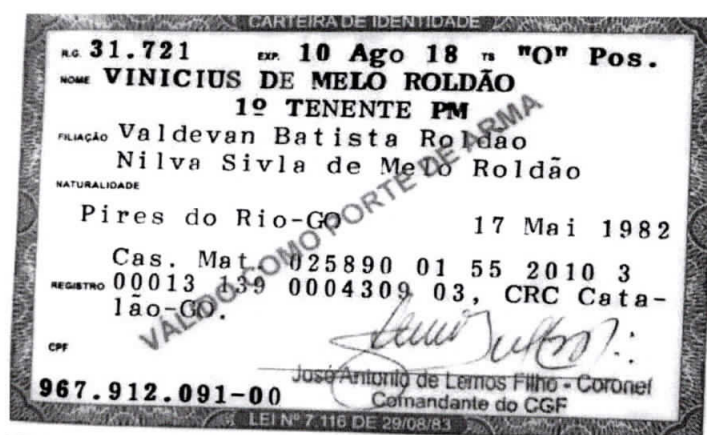 CARTEIRA DE IDENTIDADE
R.G. 31.721 EXP. 10 Ago 18 TS "O" Pos.
NOME VINICIUS DE MELO ROLDÃO
1º TENENTE PM
FILIAÇÃO Valdevan Batista Roldão
Nilva Sivla de Melo Roldão
NATURALIDADE
Pires do Rio-GO 17 Mai 1982
Cas. Mat. 025890 01 55 2010 3
REGISTRO 00013 139 0004309 03, CRC Cata-
lão-GO.
VÁLIDO COMO PORTE DE ARMA
CPF
967.912.091-00
José Antonio de Lemos Filho - Coronel
Comandante do CGF
LEI Nº 7.116 DE 29/08/83